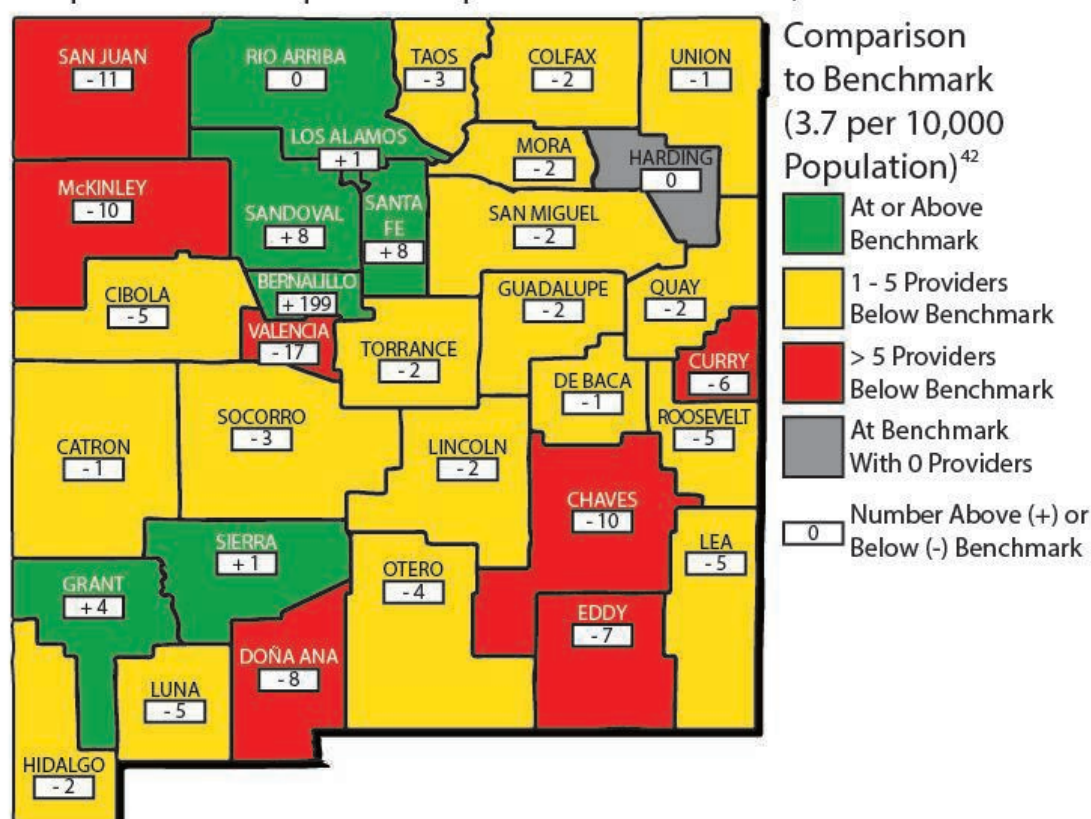 SAN JUAN
- 11
RIO ARRIBA
0
TAOS
- 3
COLFAX
- 2
UNION
- 1
LOS ALAMOS
+ 1
MORA
- 2
HARDING
0
McKINLEY
- 10
SANDOVAL
+ 8
SANTA
FE
+ 8
SAN MIGUEL
- 2
CIBOLA
- 5
BERNALILLO
+ 199
GUADALUPE
- 2
QUAY
- 2
VALENCIA
- 17
TORRANCE
- 2
CURRY
- 6
DE BACA
- 1
ROOSEVELT
- 5
CATRON
- 1
SOCORRO
- 3
LINCOLN
- 2
CHAVES
- 10
SIERRA
+ 1
LEA
- 5
GRANT
+ 4
OTERO
- 4
EDDY
- 7
DOÑA ANA
- 8
LUNA
- 5
HIDALGO
- 2
Comparison
to Benchmark
(3.7 per 10,000
Population)⁴²
At or Above
Benchmark
1 - 5 Providers
Below Benchmark
> 5 Providers
Below Benchmark
At Benchmark
With 0 Providers
0
Number Above (+) or
Below (-) Benchmark